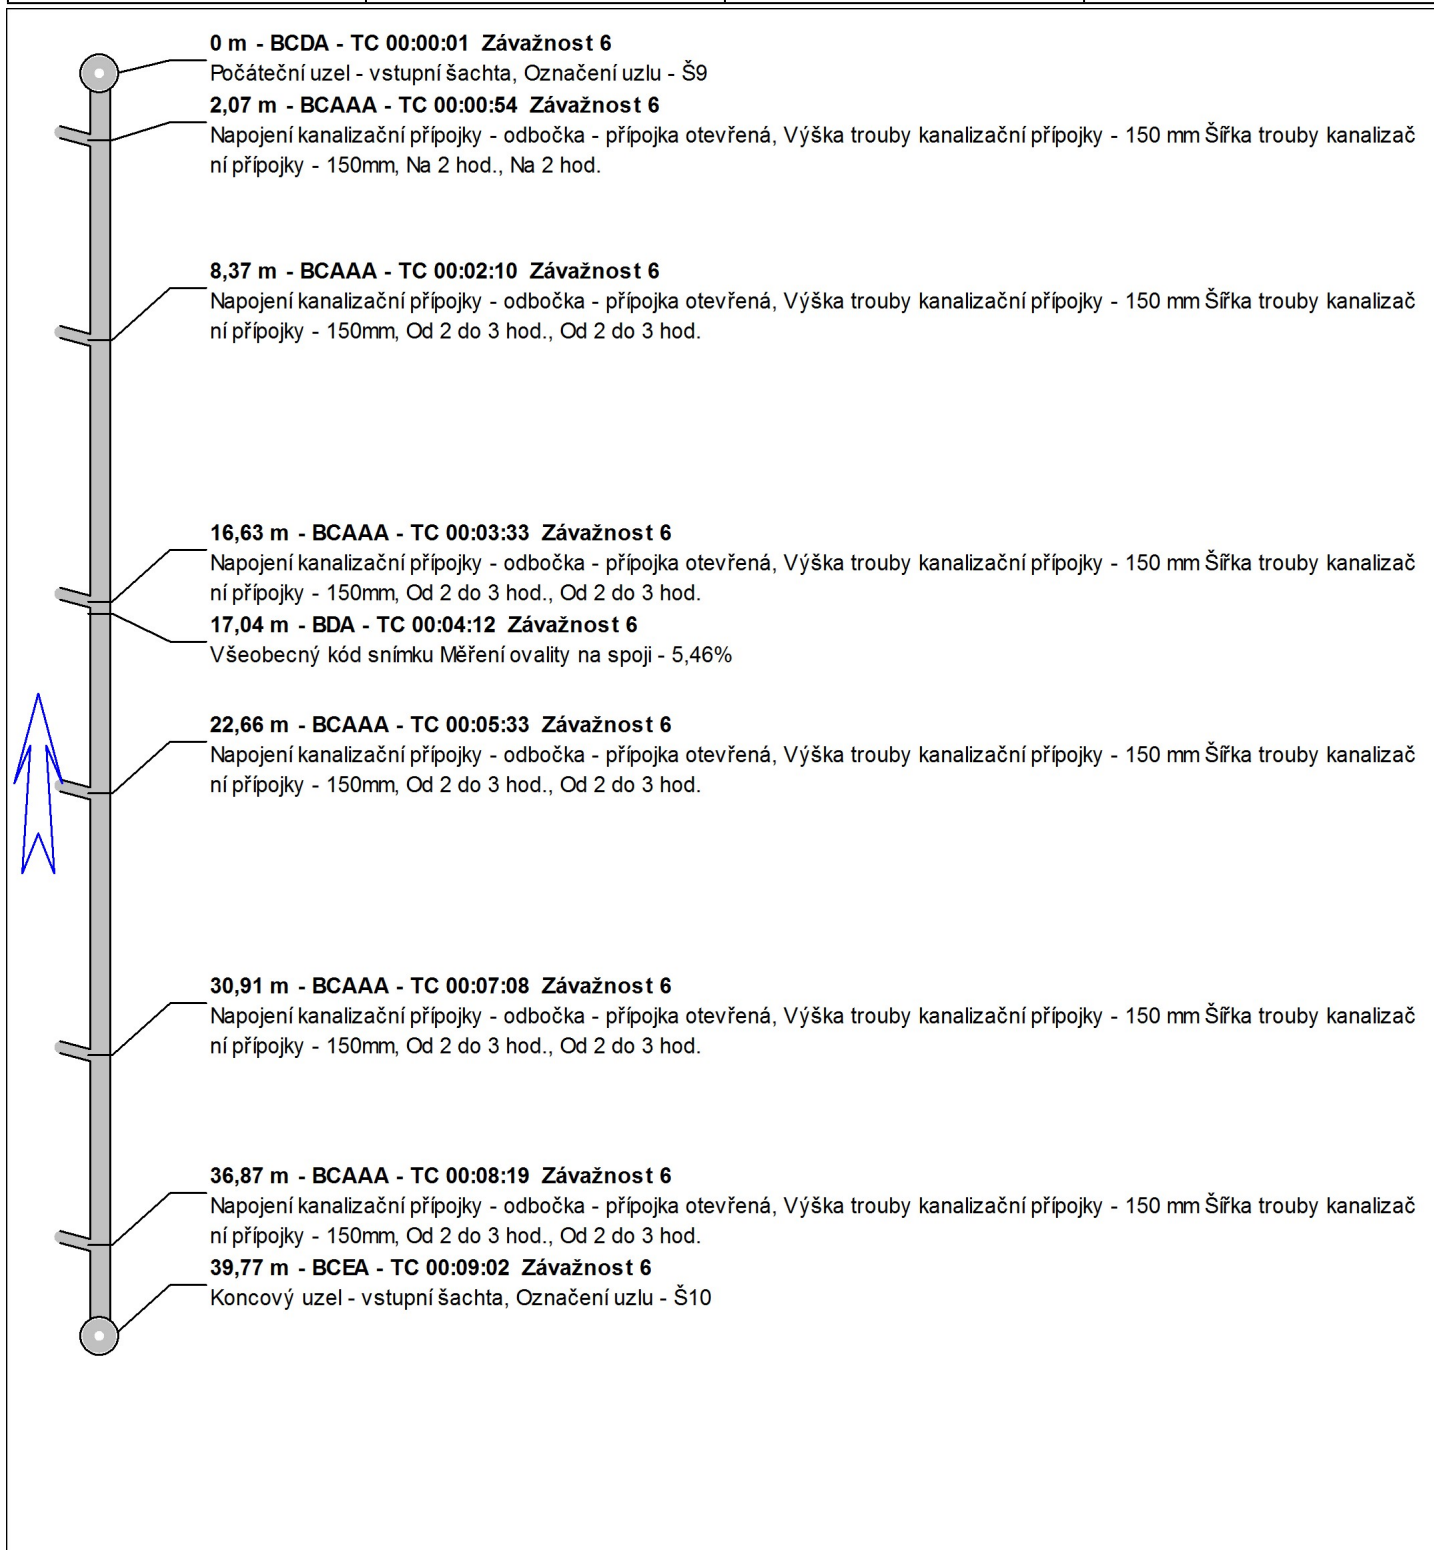 0 m - BCDA - TC 00:00:01 Závažnost 6
Počáteční uzel - vstupní šachta, Označení uzlu - Š9
2,07 m - BCAAA - TC 00:00:54 Závažnost 6
Napojení kanalizační přípojky - odbočka - přípojka otevřená, Výška trouby kanalizační přípojky - 150 mm Šířka trouby kanalizač
ní přípojky - 150mm, Na 2 hod., Na 2 hod.
8,37 m - BCAAA - TC 00:02:10 Závažnost 6
Napojení kanalizační přípojky - odbočka - přípojka otevřená, Výška trouby kanalizační přípojky - 150 mm Šířka trouby kanalizač
ní přípojky - 150mm, Od 2 do 3 hod., Od 2 do 3 hod.
16,63 m - BCAAA - TC 00:03:33 Závažnost 6
Napojení kanalizační přípojky - odbočka - přípojka otevřená, Výška trouby kanalizační přípojky - 150 mm Šířka trouby kanalizač
ní přípojky - 150mm, Od 2 do 3 hod., Od 2 do 3 hod.
17,04 m - BDA - TC 00:04:12 Závažnost 6
Všeobecný kód snímku Měření ovality na spoji - 5,46%
22,66 m - BCAAA - TC 00:05:33 Závažnost 6
Napojení kanalizační přípojky - odbočka - přípojka otevřená, Výška trouby kanalizační přípojky - 150 mm Šířka trouby kanalizač
ní přípojky - 150mm, Od 2 do 3 hod., Od 2 do 3 hod.
30,91 m - BCAAA - TC 00:07:08 Závažnost 6
Napojení kanalizační přípojky - odbočka - přípojka otevřená, Výška trouby kanalizační přípojky - 150 mm Šířka trouby kanalizač
ní přípojky - 150mm, Od 2 do 3 hod., Od 2 do 3 hod.
36,87 m - BCAAA - TC 00:08:19 Závažnost 6
Napojení kanalizační přípojky - odbočka - přípojka otevřená, Výška trouby kanalizační přípojky - 150 mm Šířka trouby kanalizač
ní přípojky - 150mm, Od 2 do 3 hod., Od 2 do 3 hod.
39,77 m - BCEA - TC 00:09:02 Závažnost 6
Koncový uzel - vstupní šachta, Označení uzlu - Š10